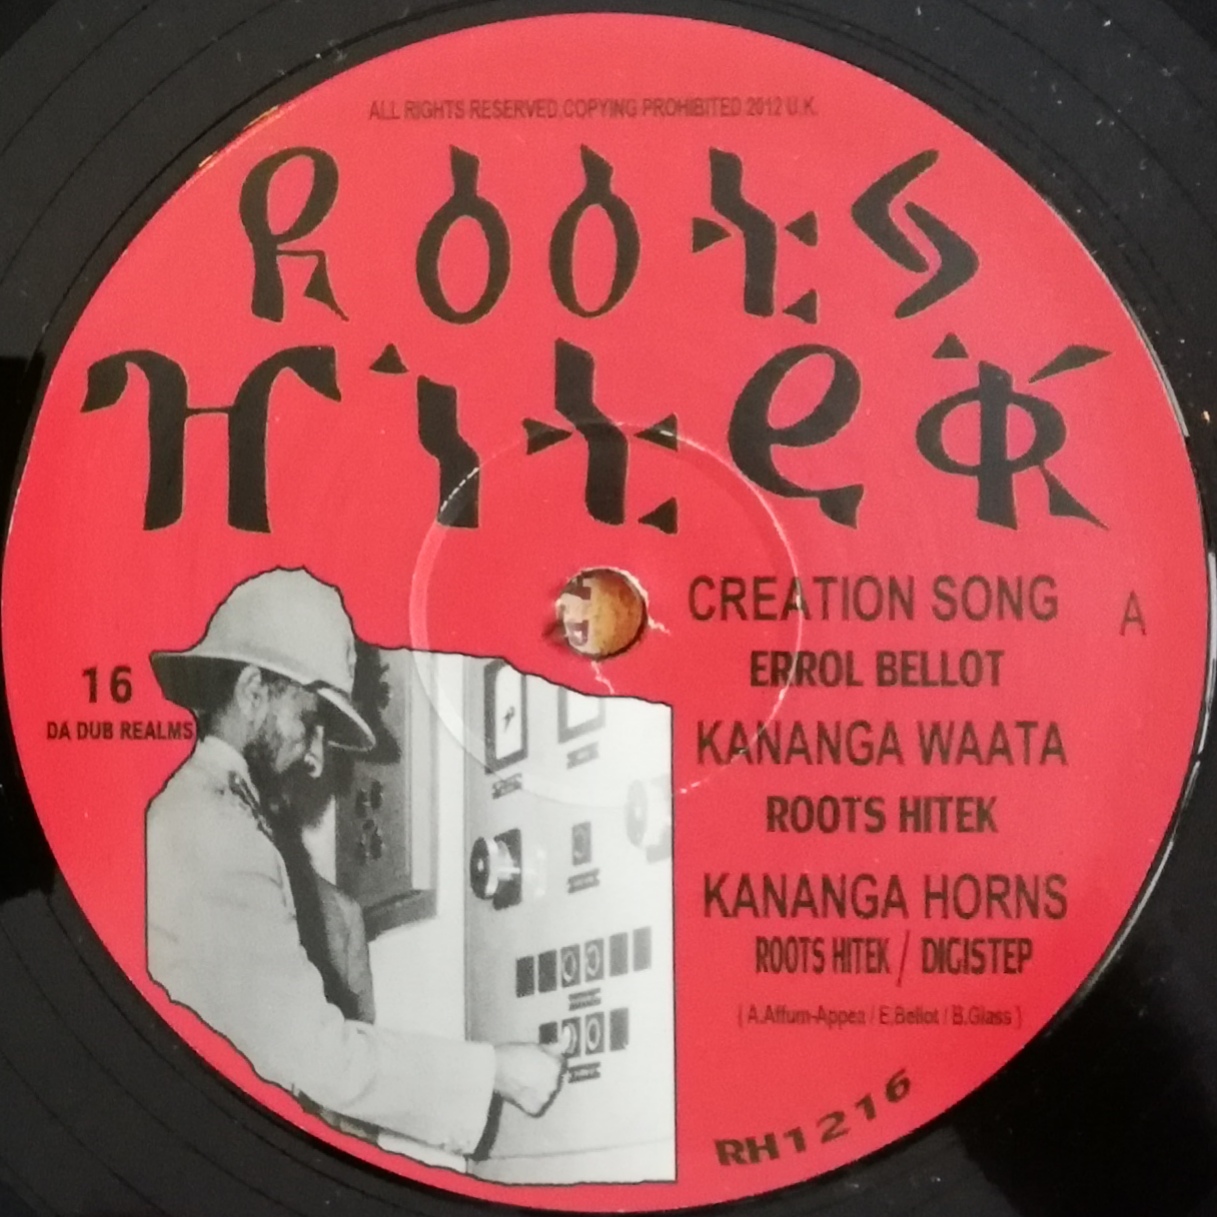 ALL RIGHTS RESERVED COPYING PROHIBITED 2012 U.K.
ROOTS
HITEK
CREATION SONG
A
ERROL BELLOT
16
DA DUB REALMS
KANANGA WAATA
ROOTS HITEK
KANANGA HORNS
ROOTS HITEK / DIGISTEP
( A.Affum-Appea / E.Bellot / B.Glass )
RH1216